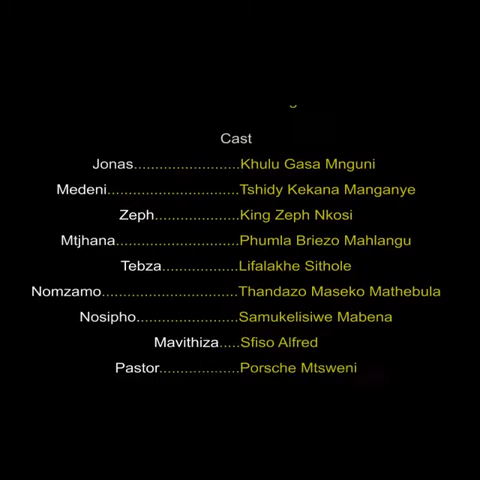 Cast
Jonas.........................Khulu Gasa Mnguni
Medeni...............................Tshidy Kekana Manganye
Zeph....................King Zeph Nkosi
Mtjhana.............................Phumla Briezo Mahlangu
Tebza..................Lifalakhe Sithole
Nomzamo................................Thandazo Maseko Mathebula
Nosipho........................Samukelisiwe Mabena
Mavithiza.....Sfiso Alfred
Pastor...................Porsche Mtsweni